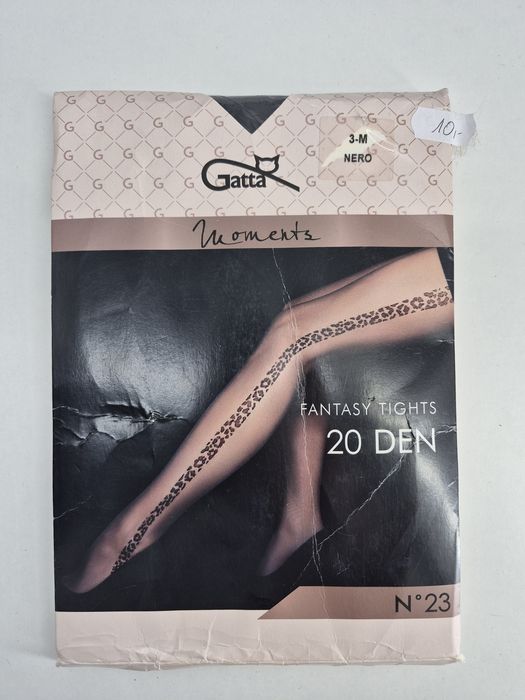 10,-
3-M
NERO
Gatta
Moments
FANTASY TIGHTS
20 DEN
N°23